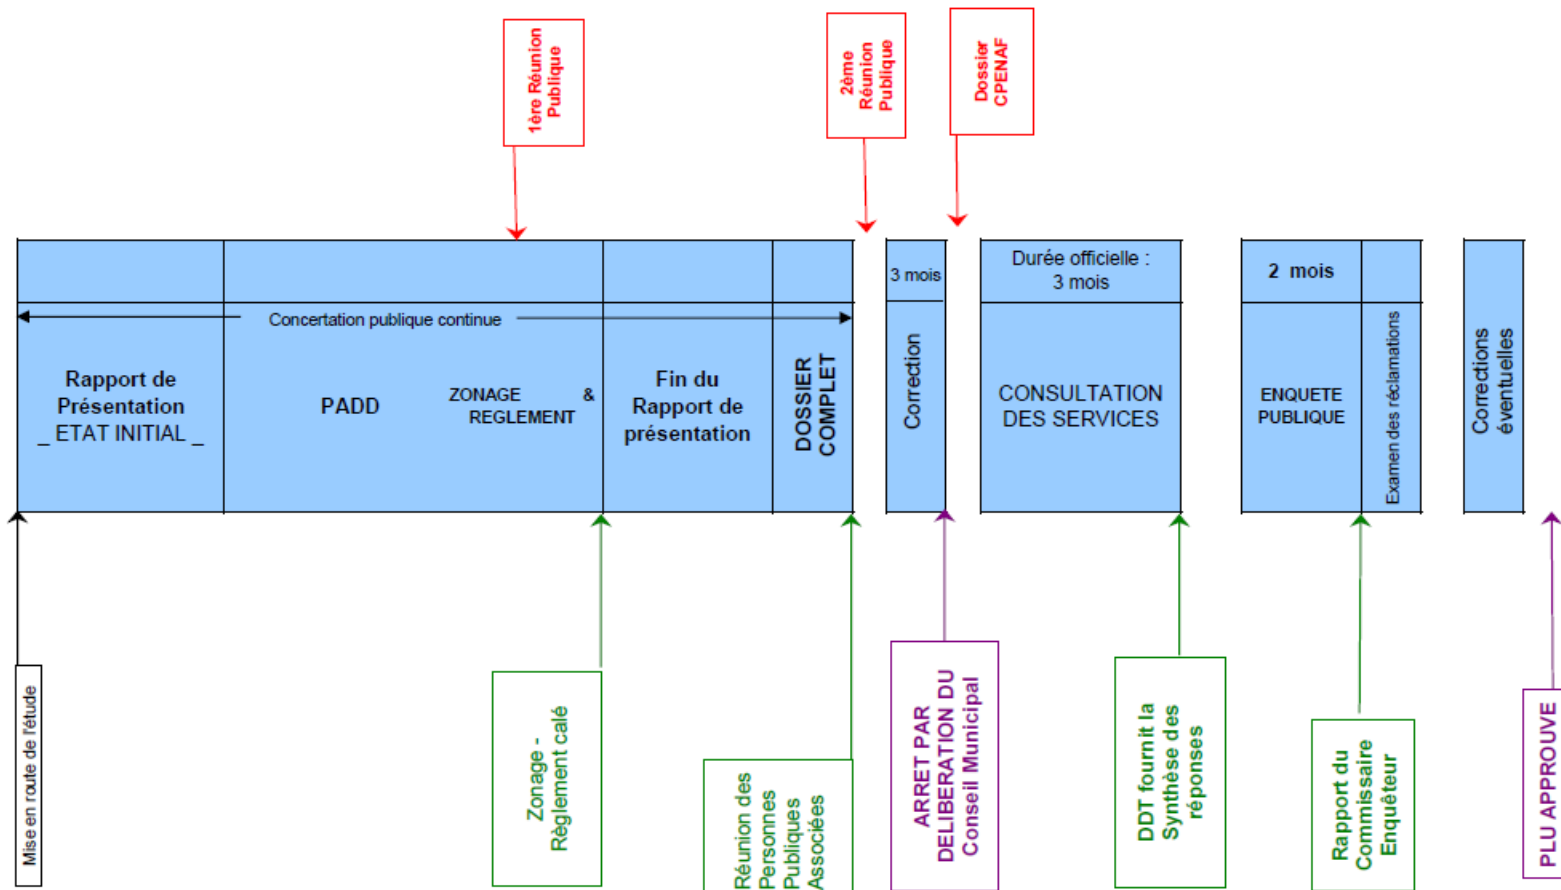 1ère Réunion
Publique
2ème
Réunion
Publique
Dossier
CPENAF
3 mois
Durée officielle :
3 mois
2 mois
Concertation publique continue
Rapport de
Présentation
_ ETAT INITIAL _
PADD
ZONAGE &
REGLEMENT
Fin du
Rapport de
présentation
DOSSIER
COMPLET
Correction
CONSULTATION
DES SERVICES
ENQUETE
PUBLIQUE
Examen des réclamations
Corrections
éventuelles
Mise en route de l'étude
Zonage -
Règlement calé
Réunion des
Personnes
Publiques
Associées
ARRET PAR
DELIBERATION DU
Conseil Municipal
DDT fournit la
Synthèse des
réponses
Rapport du
Commissaire
Enquêteur
PLU APPROUVE